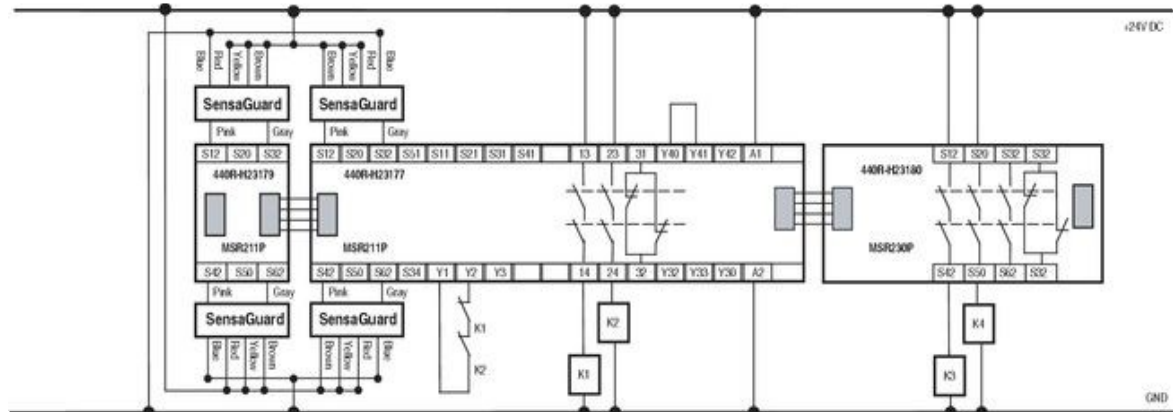 +24V DC
Blue Red Yellow Brown Brown Yellow Red Blue
SensaGuard SensaGuard
Pink Gray Pink Gray
S12 S20 S32 S12 S20 S32 S51 S11 S21 S31 S41 13 23 31 Y40 Y41 Y42 A1 S12 S20 S32 S32
440R-H23179 440R-H23177 440R-H23180
MSR211P MSR211P MSR230P
S42 S50 S62 S42 S50 S62 S34 Y1 Y2 Y3 14 24 32 Y32 Y33 Y30 A2 S42 S50 S62 S32
Pink Gray Pink Gray
SensaGuard SensaGuard
K1 K2 K4
Blue Red Yellow Brown Brown Yellow Red Blue
K2 K1 K3
GND